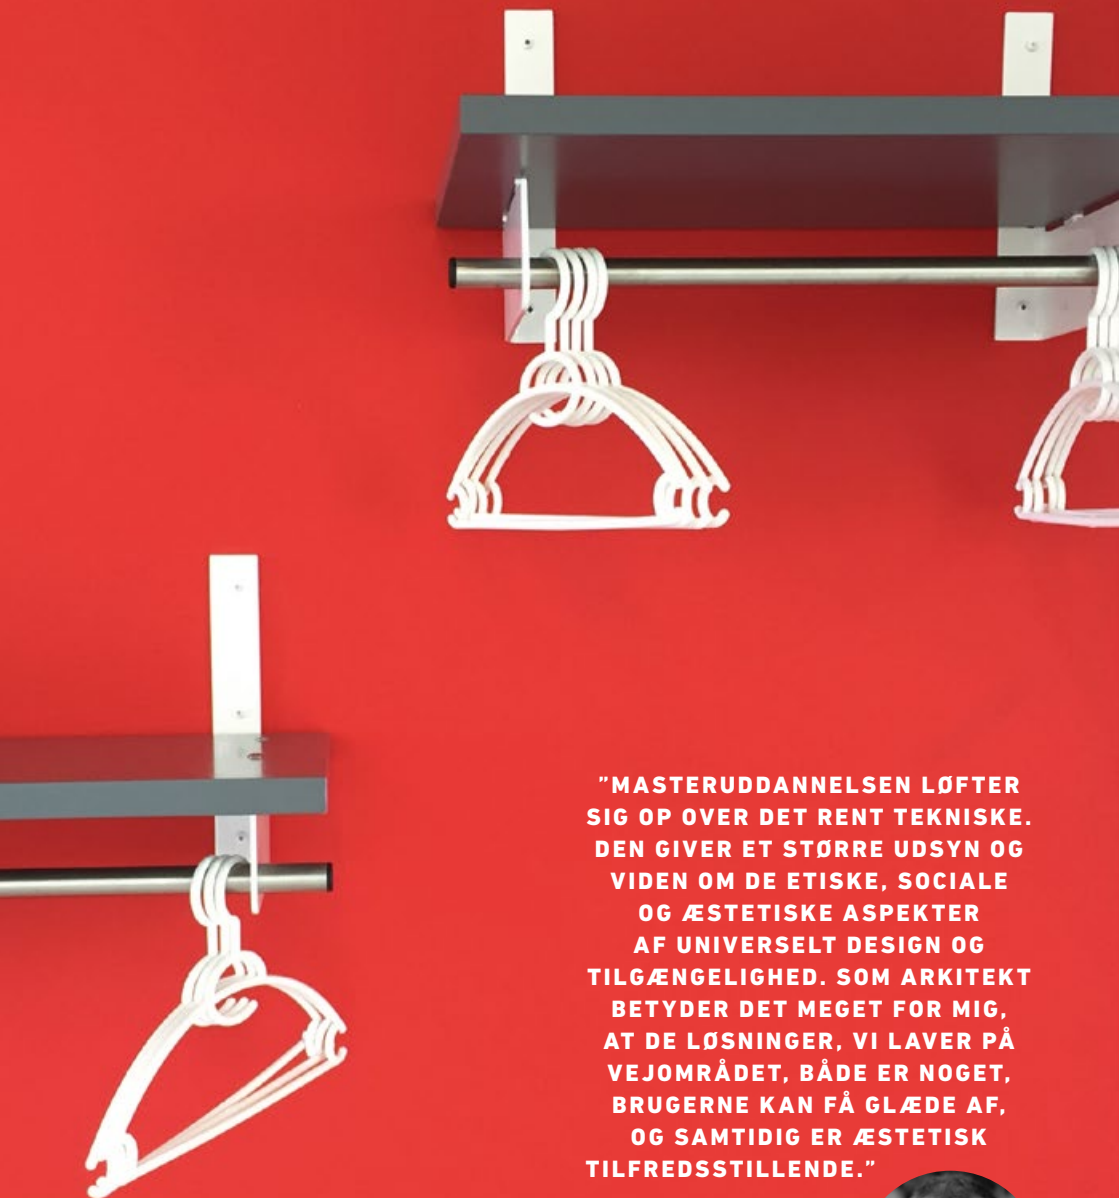 ”MASTERUDDANNELSEN LØFTER
SIG OP OVER DET RENT TEKNISKE.
DEN GIVER ET STØRRE UDSYN OG
VIDEN OM DE ETISKE, SOCIALE
OG ÆSTETISKE ASPEKTER
AF UNIVERSELT DESIGN OG
TILGÆNGELIGHED. SOM ARKITEKT
BETYDER DET MEGET FOR MIG,
AT DE LØSNINGER, VI LAVER PÅ
VEJOMRÅDET, BÅDE ER NOGET,
BRUGERNE KAN FÅ GLÆDE AF,
OG SAMTIDIG ER ÆSTETISK
TILFREDSSTILLENDE.”